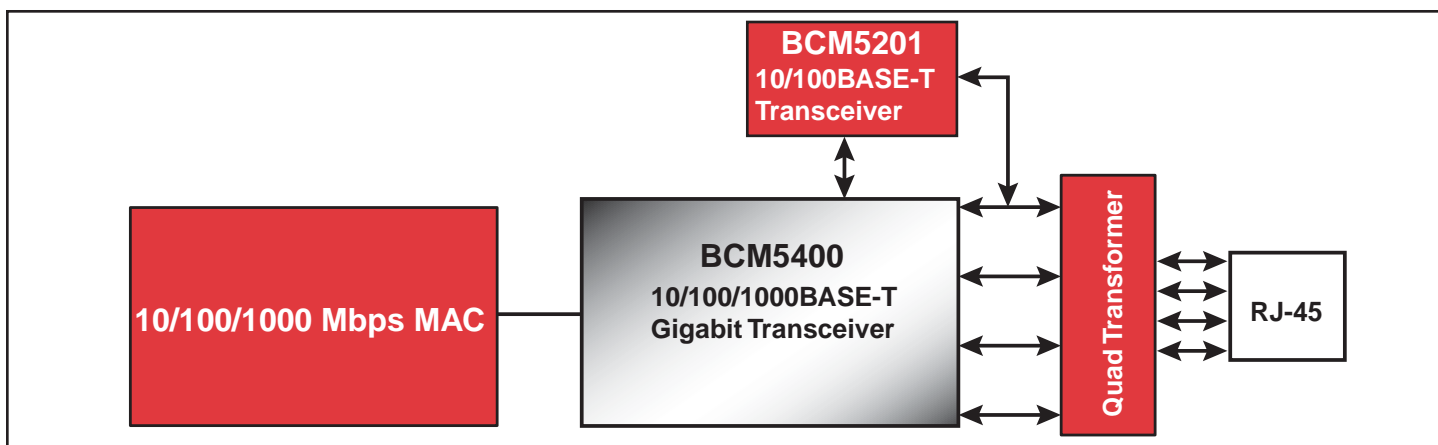 BCM5201
10/100BASE-T
Transceiver
10/100/1000 Mbps MAC
BCM5400
10/100/1000BASE-T
Gigabit Transceiver
Quad Transformer
RJ-45